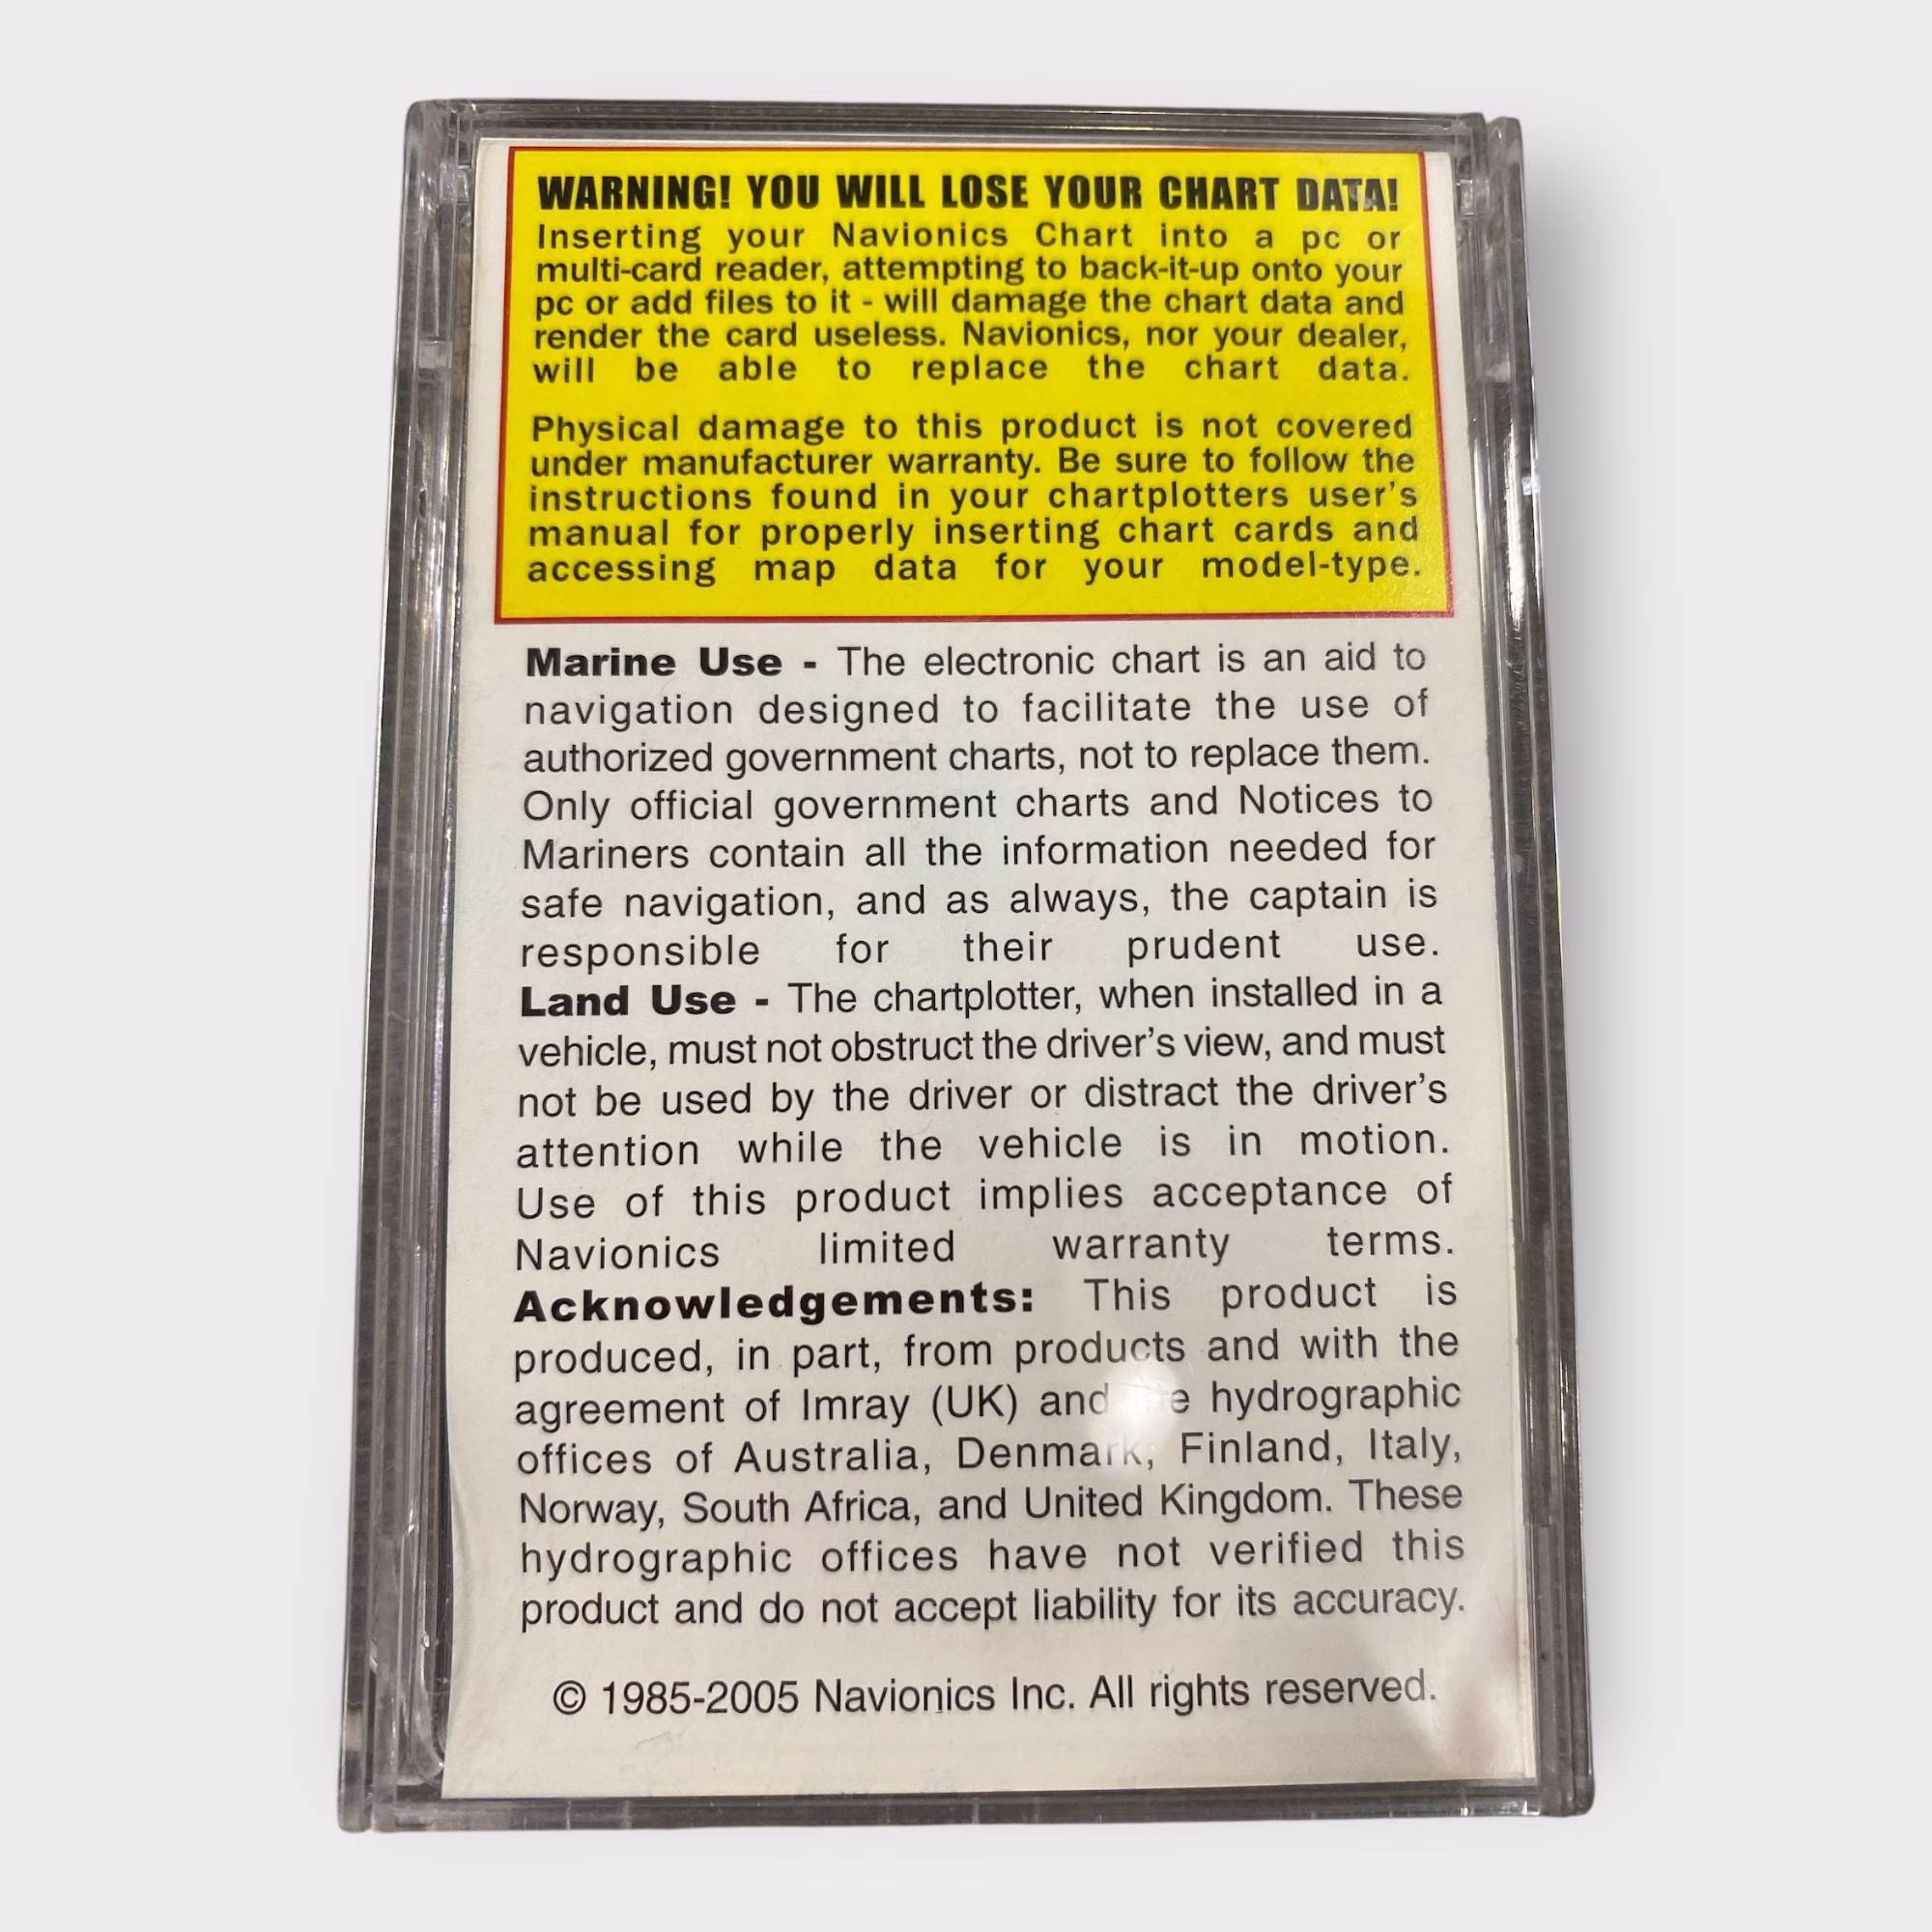 WARNING! YOU WILL LOSE YOUR CHART DATA!
Inserting your Navionics Chart into a pc or
multi-card reader, attempting to back-it-up onto your
pc or add files to it - will damage the chart data and
render the card useless. Navionics, nor your dealer,
will be able to replace the chart data.
Physical damage to this product is not covered
under manufacturer warranty. Be sure to follow the
instructions found in your chartplotters user's
manual for properly inserting chart cards and
accessing map data for your model-type.
Marine Use - The electronic chart is an aid to
navigation designed to facilitate the use of
authorized government charts, not to replace them.
Only official government charts and Notices to
Mariners contain all the information needed for
safe navigation, and as always, the captain is
responsible for their prudent use.
Land Use - The chartplotter, when installed in a
vehicle, must not obstruct the driver's view, and must
not be used by the driver or distract the driver's
attention while the vehicle is in motion.
Use of this product implies acceptance of
Navionics limited warranty terms.
Acknowledgements: This product is
produced, in part, from products and with the
agreement of Imray (UK) and the hydrographic
offices of Australia, Denmark, Finland, Italy,
Norway, South Africa, and United Kingdom. These
hydrographic offices have not verified this
product and do not accept liability for its accuracy.
© 1985-2005 Navionics Inc. All rights reserved.